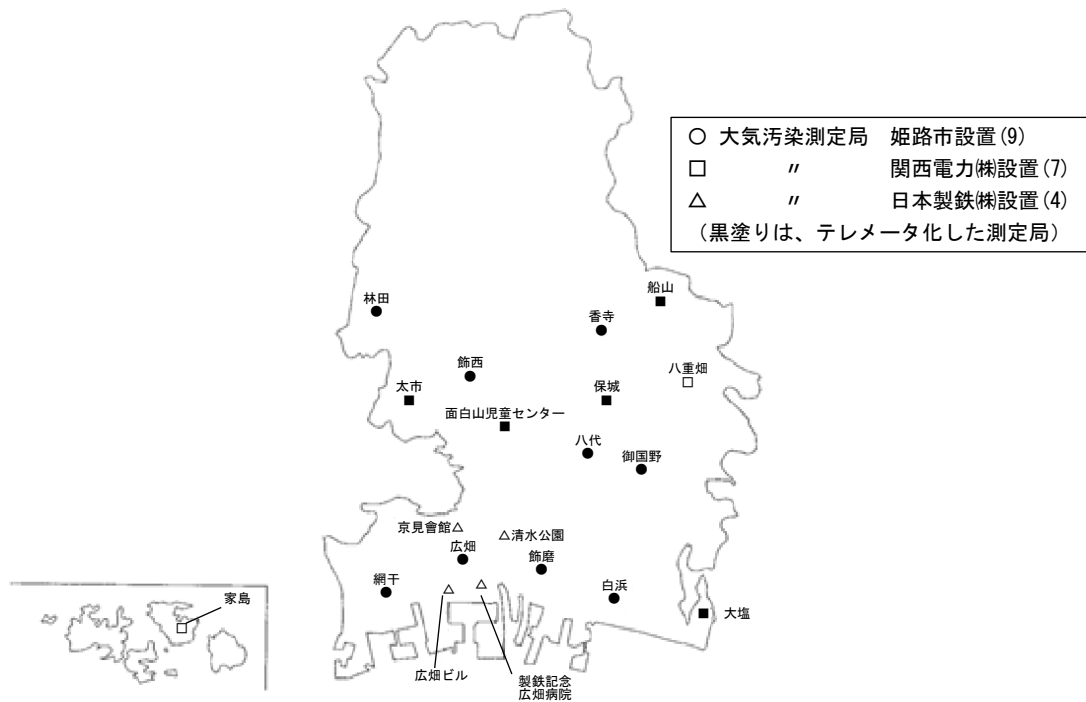 ○ 大気汚染測定局 姫路市設置(9)
□ 〃 関西電力㈱設置(7)
△ 〃 日本製鉄㈱設置(4)
(黒塗りは、テレメータ化した測定局)
船山
林田
香寺
飾西
八重畑
太市
保城
面白山児童センター
八代
御国野
京見會館
清水公園
広畑
飾磨
網干
白浜
大塩
家島
広畑ビル
製鉄記念
広畑病院